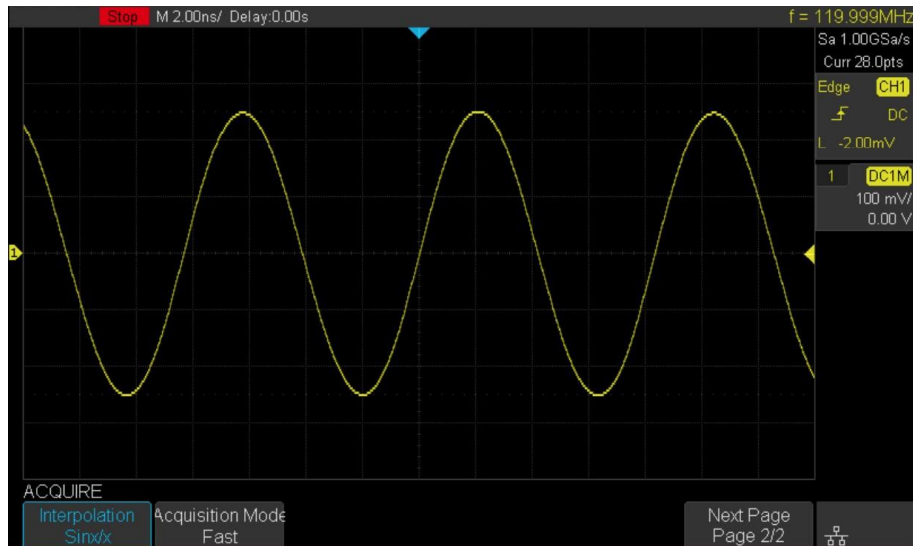 Stop M 2.00ns/ Delay:0.00s f = 119.999MHz
Sa 1.00GSa/s
Curr 28.0pts
Edge CH1
DC
L -2.00mV
1 DC1M
100 mV/
0.00 V
1
ACQUIRE
Interpolation Acquisition Mode Next Page
Sinx/x Fast Page 2/2